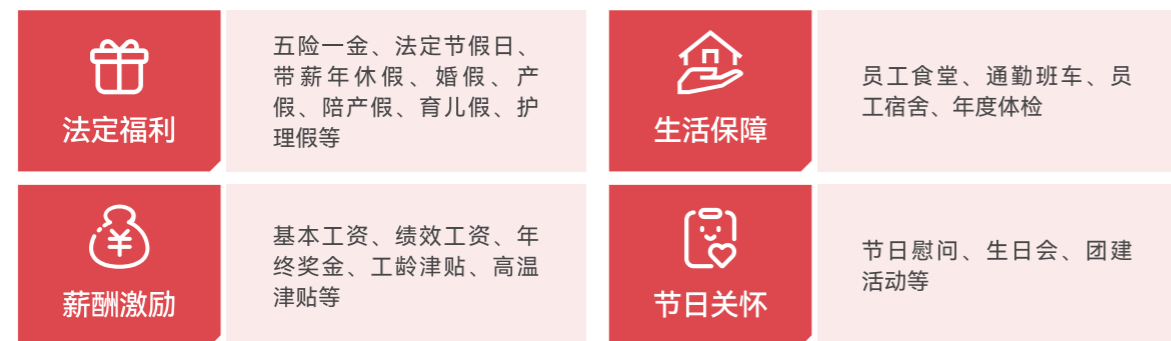 法定福利
五险一金、法定节假日、
带薪年休假、婚假、产
假、陪产假、育儿假、护
理假等
生活保障
员工食堂、通勤班车、员
工宿舍、年度体检
薪酬激励
基本工资、绩效工资、年
终奖金、工龄津贴、高温
津贴等
节日关怀
节日慰问、生日会、团建
活动等